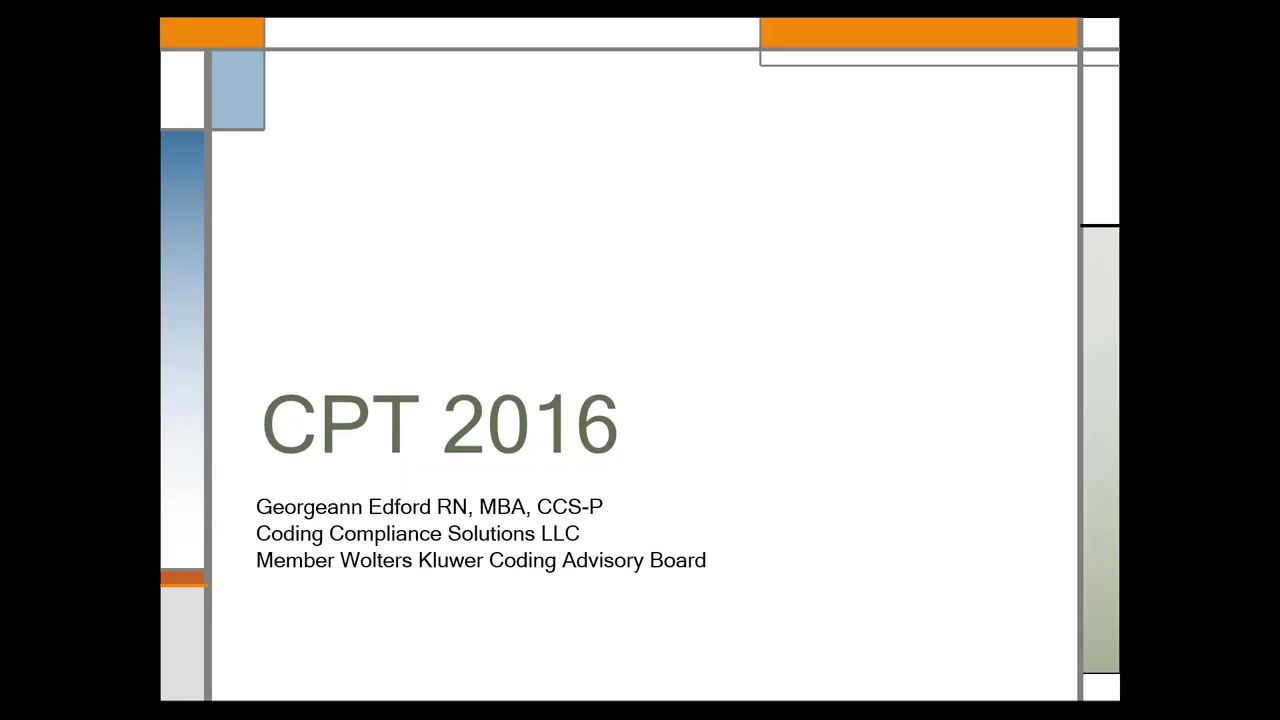 CPT 2016
Georgeann Edford RN, MBA, CCS-P
Coding Compliance Solutions LLC
Member Wolters Kluwer Coding Advisory Board